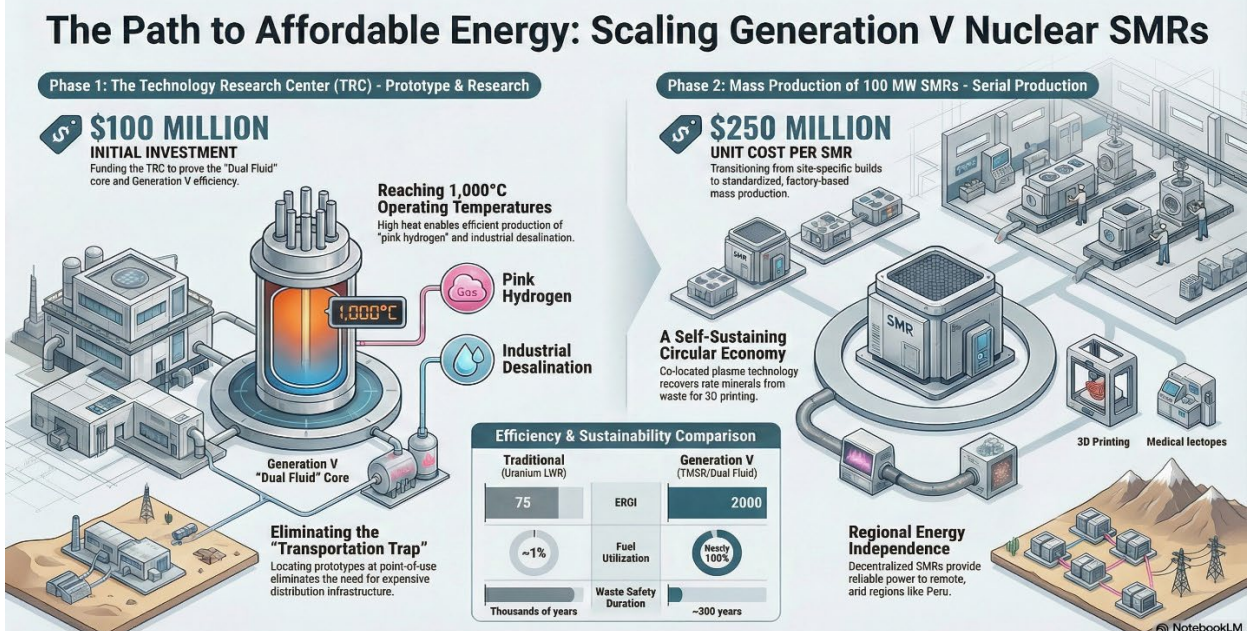 The Path to Affordable Energy: Scaling Generation V Nuclear SMRs
Phase 1: The Technology Research Center (TRC) - Prototype & Research
$100 MILLION
INITIAL INVESTMENT
Funding the TRC to prove the "Dual Fluid"
core and Generation V efficiency.
Reaching 1,000°C
Operating Temperatures
High heat enables efficient production of
"pink hydrogen" and industrial desalination.
1,000°C
Gas
Pink
Hydrogen
Industrial
Desalination
Generation V
"Dual Fluid" Core
Eliminating the
"Transportation Trap"
Locating prototypes at point-of-use
eliminates the need for expensive
distribution infrastructure.
Efficiency & Sustainability Comparison
Traditional
(Uranium LWR)
Generation V
(TMSR/Dual Fluid)
75
ERGI
2000
~1%
Fuel
Utilization
Nestly
100%
Thousands of years
Waste Safety
Duration
~300 years
Phase 2: Mass Production of 100 MW SMRs - Serial Production
$250 MILLION
UNIT COST PER SMR
Transitioning from site-specific builds
to standardized, factory-based
mass production.
SMR
SMR
A Self-Sustaining
Circular Economy
Co-located plasme technology
recovers rate minerals from
waste for 3D printing.
3D Printing
Medical Iectopes
Regional Energy
Independence
Decentralized SMRs provide
reliable power to remote,
arid regions like Peru.
NotebookLM